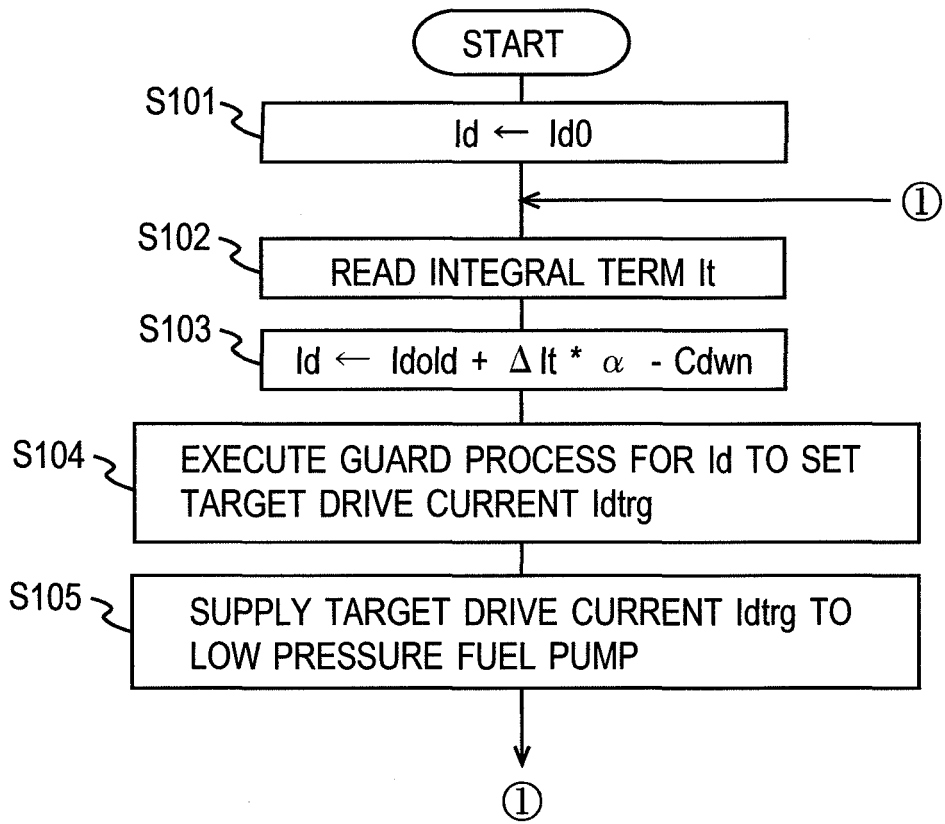 START
S101
Id ← Id0
①
S102
READ INTEGRAL TERM It
S103
Id ← Idold + Δ It * α - Cdwn
S104
EXECUTE GUARD PROCESS FOR Id TO SET
TARGET DRIVE CURRENT Idtrg
S105
SUPPLY TARGET DRIVE CURRENT Idtrg TO
LOW PRESSURE FUEL PUMP
①